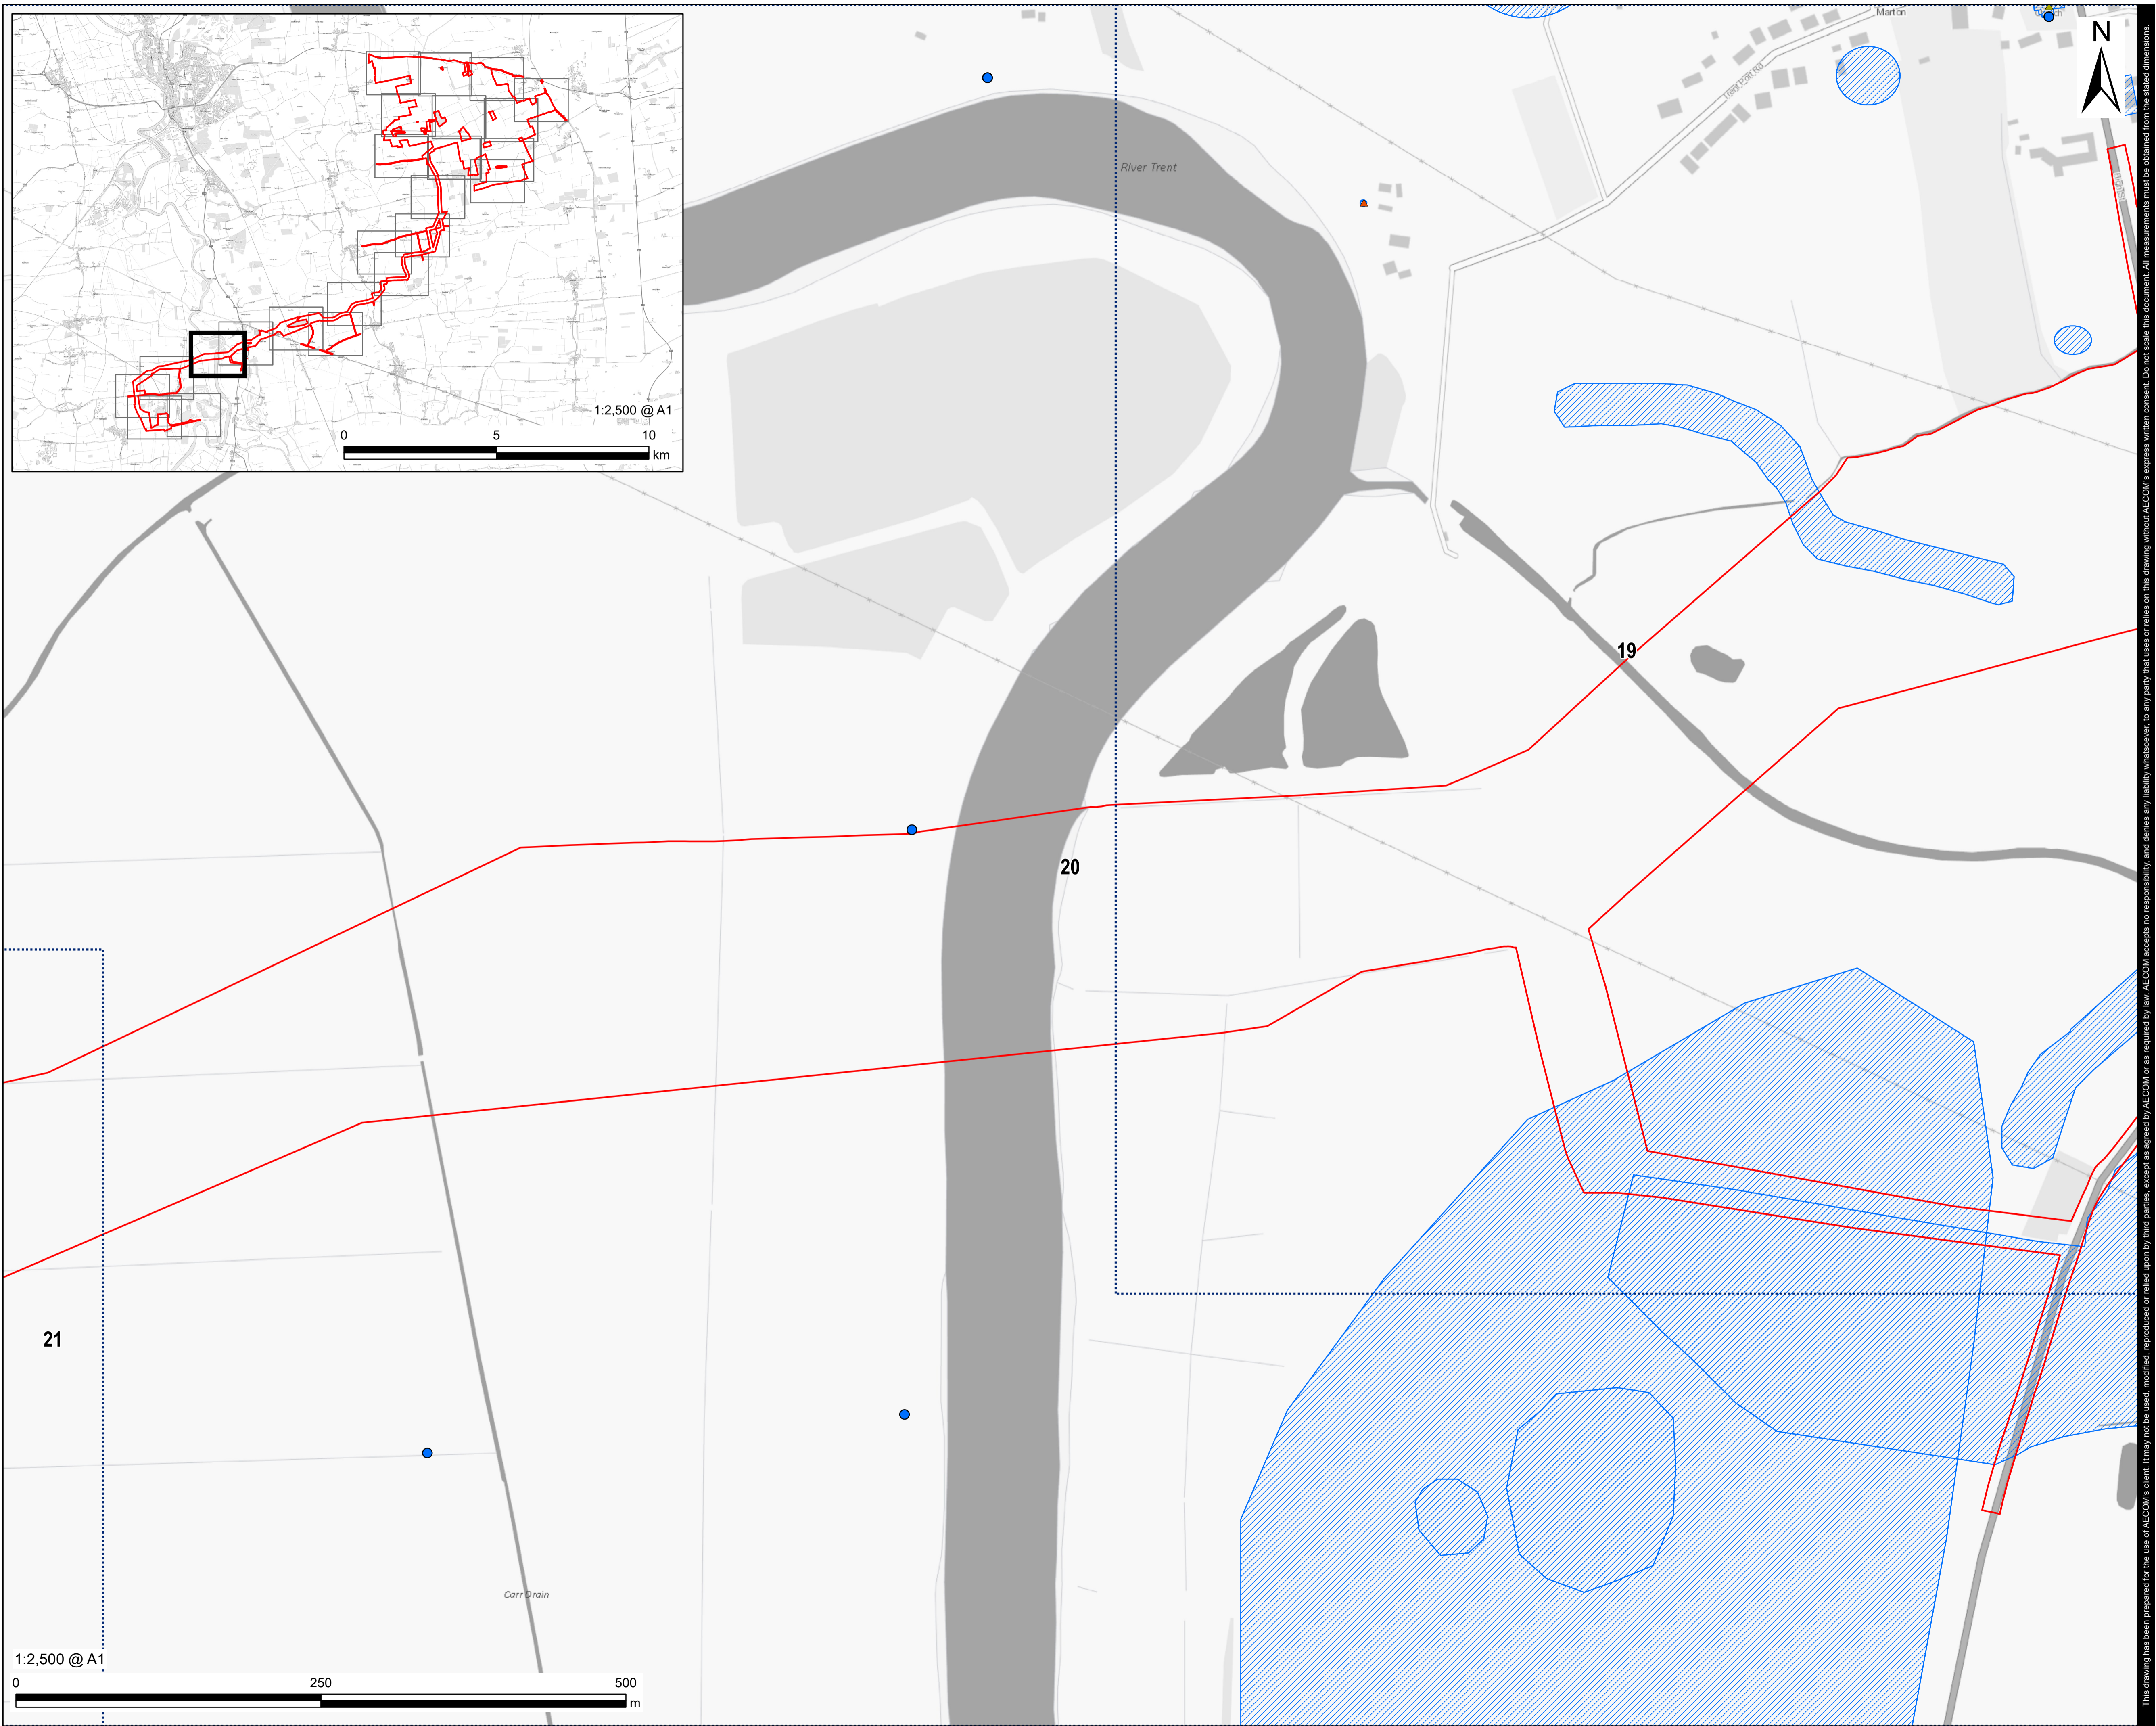 Marton
N
River Trent
1:2,500 @ A1
0 5 10
km
19
20
21
Carr Drain
1:2,500 @ A1
0 250 500
m
This drawing has been prepared for the use of AECOM's client. It may not be used, modified, reproduced or relied upon by third parties, except as agreed by AECOM or as required by law. AECOM accepts no responsibility, and denies any liability whatsoever, to any party that uses or relies on this drawing without AECOM's express written consent. Do not scale this document. All measurements must be obtained from the stated dimensions.